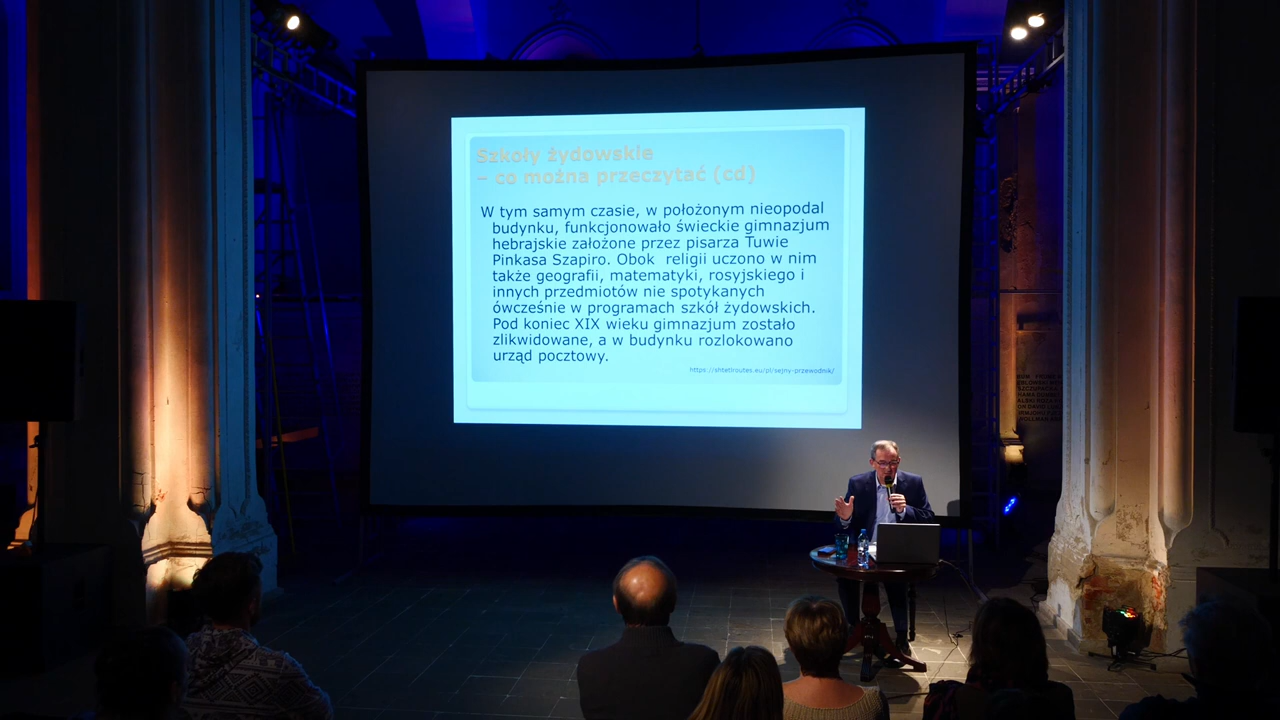 Szkoły żydowskie
– co można przeczytać (cd)
W tym samym czasie, w położonym nieopodal
budynku, funkcjonowało świeckie gimnazjum
hebrajskie założone przez pisarza Tuwie
Pinkasa Szapiro. Obok religii uczono w nim
także geografii, matematyki, rosyjskiego i
innych przedmiotów nie spotykanych
ówcześnie w programach szkół żydowskich.
Pod koniec XIX wieku gimnazjum zostało
zlikwidowane, a w budynku rozlokowano
urząd pocztowy.
https://shtetlroutes.eu/pl/sejny-przewodnik/